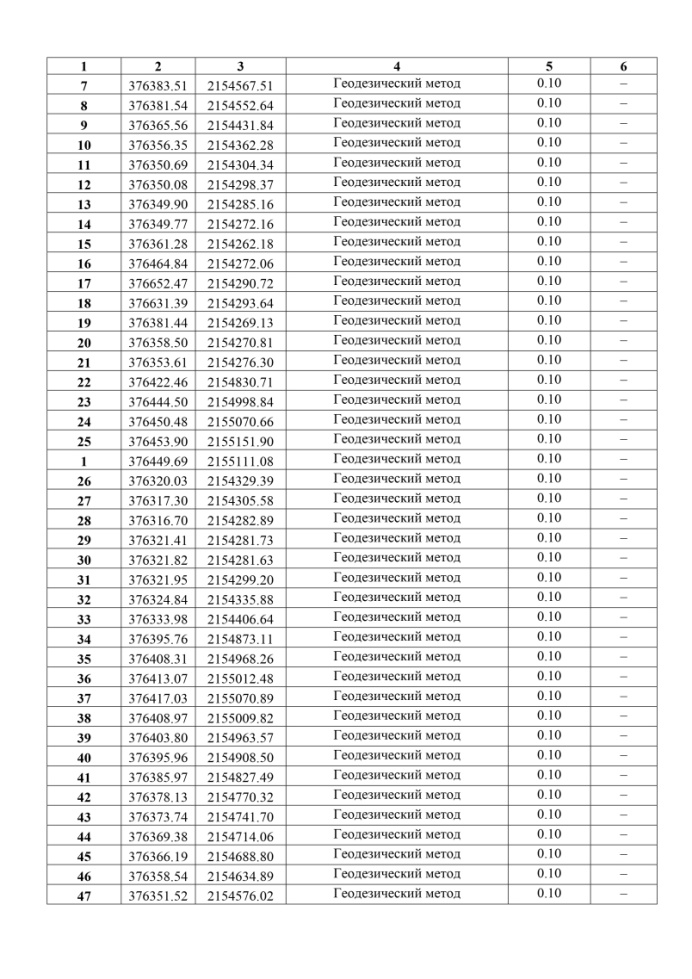 1 2 3 4 5 6
7 376383.51 2154567.51 Геодезический метод 0.10 –
8 376381.54 2154552.64 Геодезический метод 0.10 –
9 376365.56 2154431.84 Геодезический метод 0.10 –
10 376356.35 2154362.28 Геодезический метод 0.10 –
11 376350.69 2154304.34 Геодезический метод 0.10 –
12 376350.08 2154298.37 Геодезический метод 0.10 –
13 376349.90 2154285.16 Геодезический метод 0.10 –
14 376349.77 2154272.16 Геодезический метод 0.10 –
15 376361.28 2154262.18 Геодезический метод 0.10 –
16 376464.84 2154272.06 Геодезический метод 0.10 –
17 376652.47 2154290.72 Геодезический метод 0.10 –
18 376631.39 2154293.64 Геодезический метод 0.10 –
19 376381.44 2154269.13 Геодезический метод 0.10 –
20 376358.50 2154270.81 Геодезический метод 0.10 –
21 376353.61 2154276.30 Геодезический метод 0.10 –
22 376422.46 2154830.71 Геодезический метод 0.10 –
23 376444.50 2154998.84 Геодезический метод 0.10 –
24 376450.48 2155070.66 Геодезический метод 0.10 –
25 376453.90 2155151.90 Геодезический метод 0.10 –
1 376449.69 2155111.08 Геодезический метод 0.10 –
26 376320.03 2154329.39 Геодезический метод 0.10 –
27 376317.30 2154305.58 Геодезический метод 0.10 –
28 376316.70 2154282.89 Геодезический метод 0.10 –
29 376321.41 2154281.73 Геодезический метод 0.10 –
30 376321.82 2154281.63 Геодезический метод 0.10 –
31 376321.95 2154299.20 Геодезический метод 0.10 –
32 376324.84 2154335.88 Геодезический метод 0.10 –
33 376333.98 2154406.64 Геодезический метод 0.10 –
34 376395.76 2154873.11 Геодезический метод 0.10 –
35 376408.31 2154968.26 Геодезический метод 0.10 –
36 376413.07 2155012.48 Геодезический метод 0.10 –
37 376417.03 2155070.89 Геодезический метод 0.10 –
38 376408.97 2155009.82 Геодезический метод 0.10 –
39 376403.80 2154963.57 Геодезический метод 0.10 –
40 376395.96 2154908.50 Геодезический метод 0.10 –
41 376385.97 2154827.49 Геодезический метод 0.10 –
42 376378.13 2154770.32 Геодезический метод 0.10 –
43 376373.74 2154741.70 Геодезический метод 0.10 –
44 376369.38 2154714.06 Геодезический метод 0.10 –
45 376366.19 2154688.80 Геодезический метод 0.10 –
46 376358.54 2154634.89 Геодезический метод 0.10 –
47 376351.52 2154576.02 Геодезический метод 0.10 –